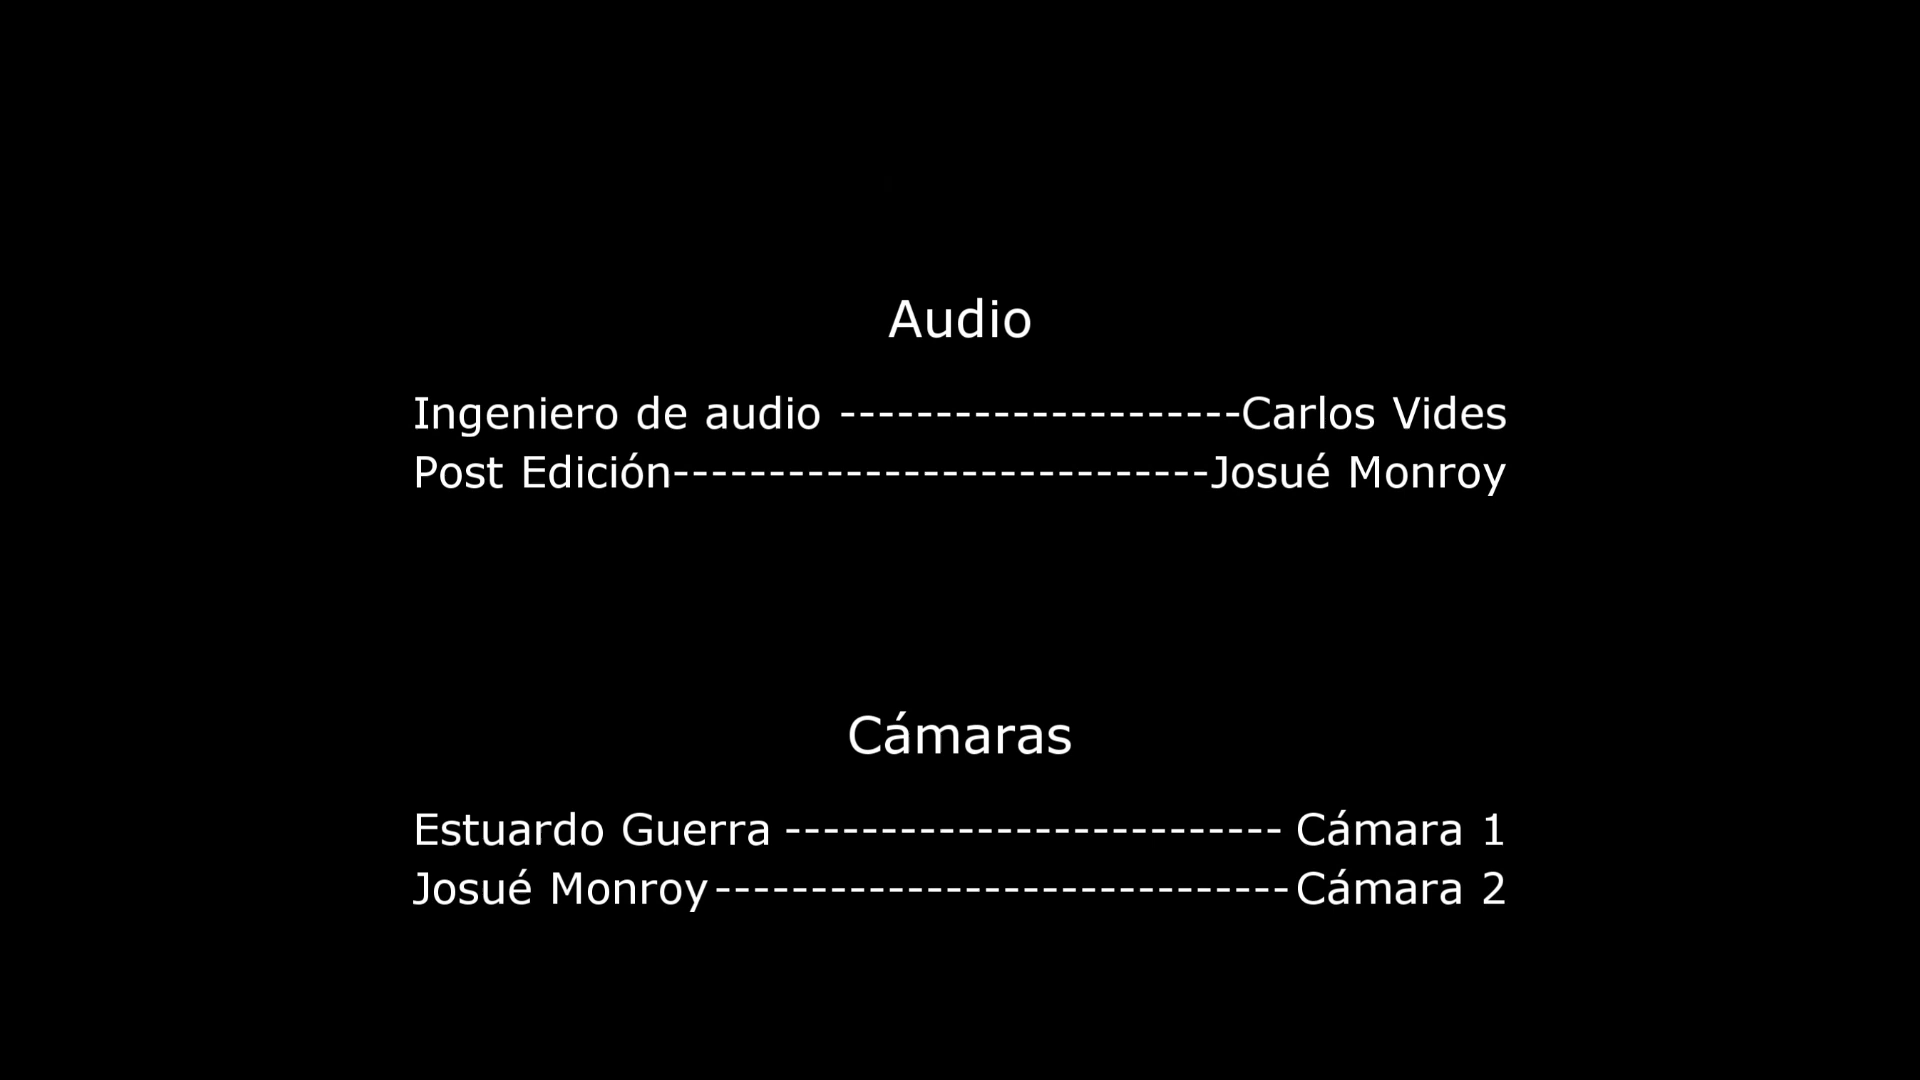 Audio
Ingeniero de audio ---------------------Carlos Vides
Post Edición----------------------------Josué Monroy
Cámaras
Estuardo Guerra -------------------------- Cámara 1
Josué Monroy------------------------------Cámara 2